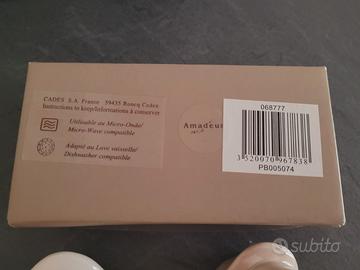 CADES S.A. France 59435 Roncq Cedex
Instructions to keep/Informations à conserver
Utilisable au Micro-Onde/
Micro-Wave compatible
Adapté au Lave vaisselle/
Dishwasher compatible
Amadeus
068777
3 520070 967838
PB005074
subito